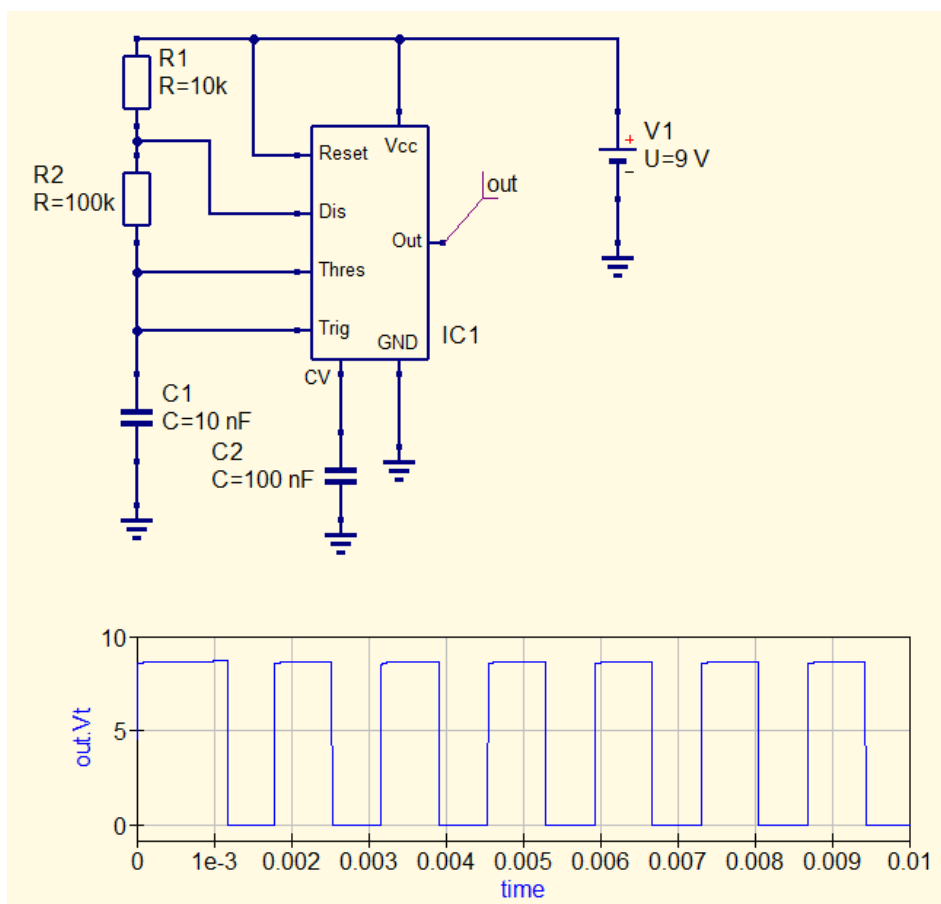 R1
R=10k
R2
R=100k
Reset
Vcc
Dis
Out
Thres
Trig
GND
CV
IC1
out
+
V1
U=9 V
−
C1
C=10 nF
C2
C=100 nF
10
5
0
out.Vt
0 1e-3 0.002 0.003 0.004 0.005 0.006 0.007 0.008 0.009 0.01
time